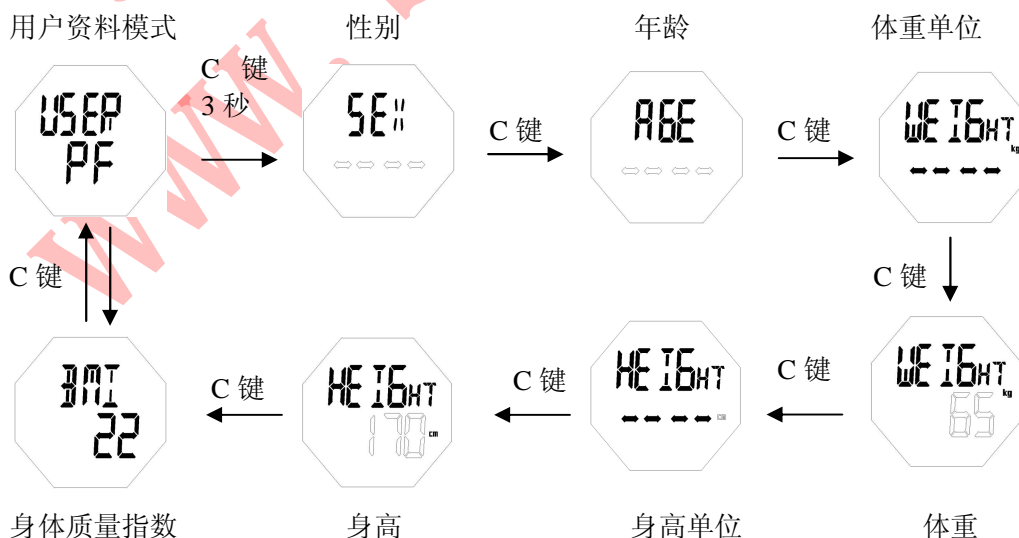 用户资料模式 性别 年龄 体重单位
USER
PF
C 键
3 秒
SEX
C 键
AGE
C 键
WEIGHT
kg
C 键
C 键
BMI
22
C 键
HEIGHT
170 cm
C 键
HEIGHT
cm
C 键
WEIGHT
kg
65
身体质量指数 身高 身高单位 体重